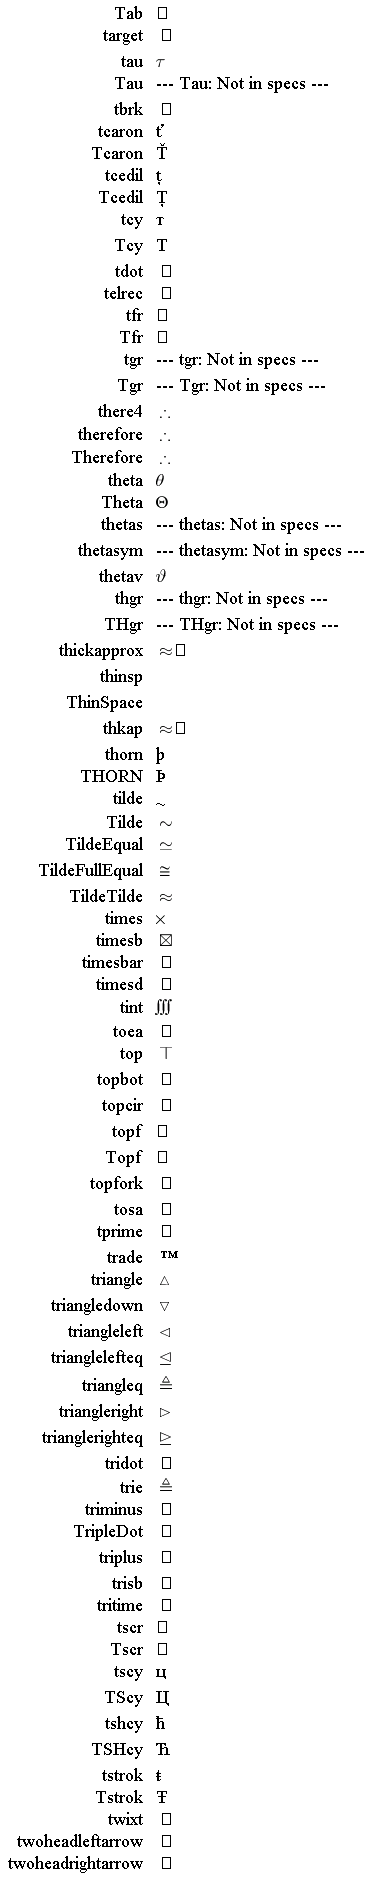 Tab □
target □
tau τ
Tau --- Tau: Not in specs ---
tbrk □
tcaron ť
Tcaron Ť
tcedil ţ
Tcedil Ţ
tcy т
Tcy Т
tdot □
telrec □
tfr □
Tfr □
tgr --- tgr: Not in specs ---
Tgr --- Tgr: Not in specs ---
there4 ∴
therefore ∴
Therefore ∴
theta θ
Theta Θ
thetas --- thetas: Not in specs ---
thetasym --- thetasym: Not in specs ---
thetav ϑ
thgr --- thgr: Not in specs ---
THgr --- THgr: Not in specs ---
thickapprox ≈□
thinsp
ThinSpace
thkap ≈□
thorn þ
THORN Þ
tilde ~
Tilde ∼
TildeEqual ≃
TildeFullEqual ≅
TildeTilde ≈
times ×
timesb ⊠
timesbar □
timesd □
tint ∭
toea □
top ⊤
topbot □
topcir □
topf □
Topf □
topfork □
tosa □
tprime □
trade ™
triangle △
triangledown ▽
triangleleft ◁
trianglelefteq ⊴
triangleq ≜
triangleright ▷
trianglerighteq ⊵
tridot □
trie ≜
triminus □
TripleDot □
triplus □
trisb □
tritime □
tscr □
Tscr □
tscy ц
TScy Ц
tshcy ћ
TSHcy Ћ
tstrok ŧ
Tstrok Ŧ
twixt □
twoheadleftarrow □
twoheadrightarrow □